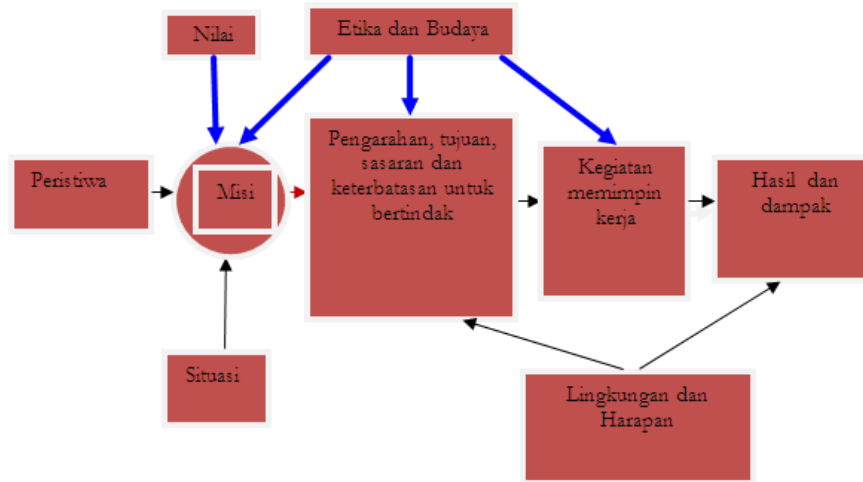 Nilai
Etika dan Budaya
Peristiwa
Misi
Pengarahan, tujuan,
sasaran dan
keterbatasan untuk
bertindak
Kegiatan
memimpin
kerja
Hasil dan
dampak
Situasi
Lingkungan dan
Harapan